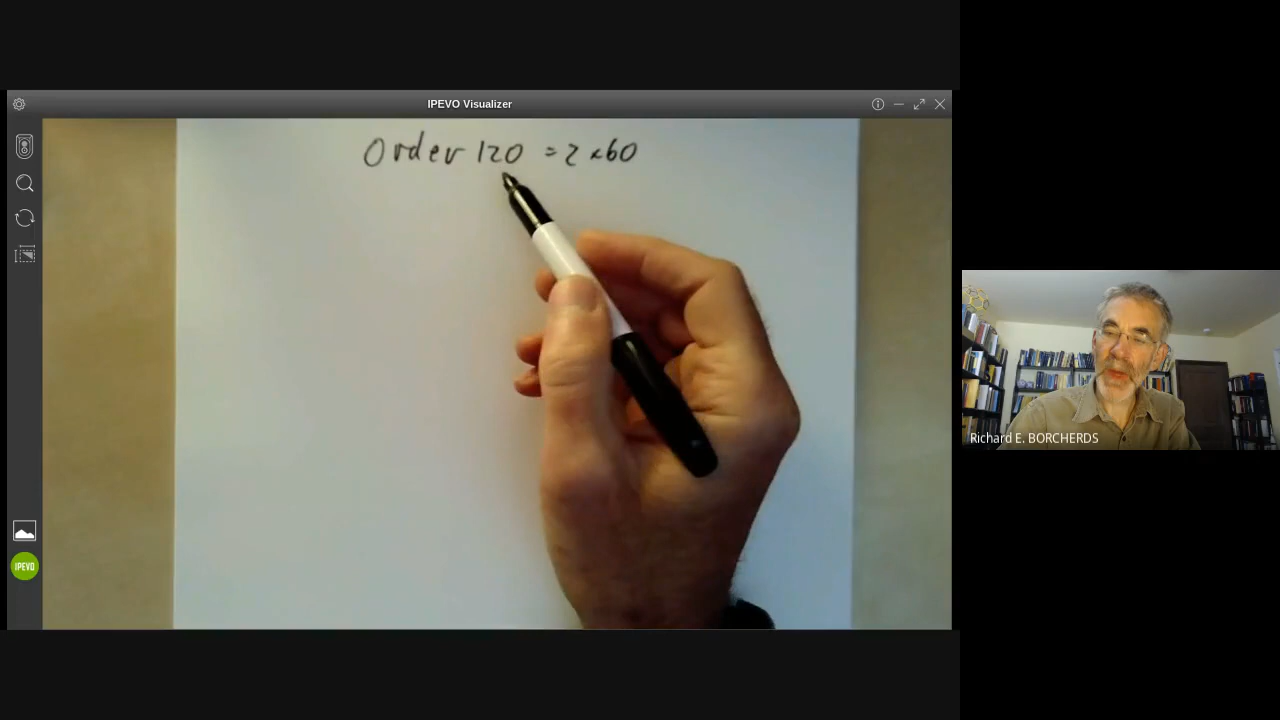 IPEVO Visualizer
Order 120 = 2 × 60
Richard E. BORCHERDS
IPEVO